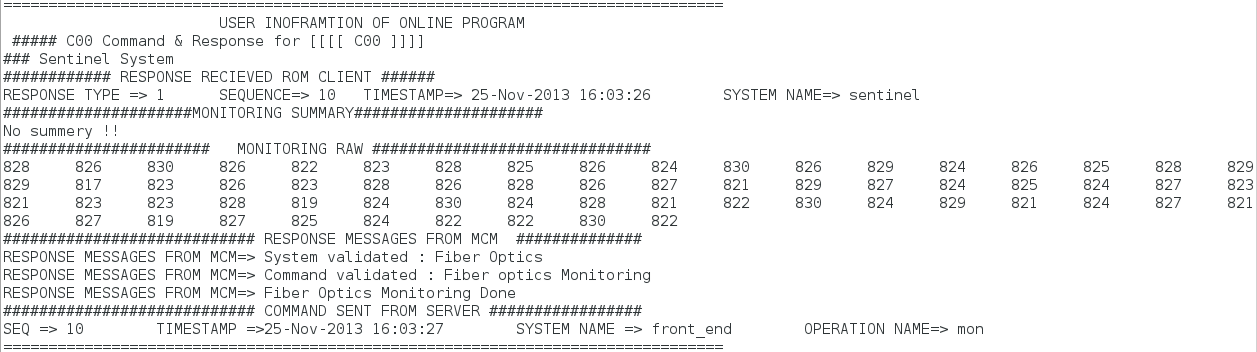 ================================================================================
USER INOFRAMTION OF ONLINE PROGRAM
##### C00 Command & Response for [[[[ C00 ]]]]
### Sentinel System
############ RESPONSE RECIEVED ROM CLIENT ######
RESPONSE TYPE => 1 SEQUENCE=> 10 TIMESTAMP=> 25-Nov-2013 16:03:26 SYSTEM NAME=> sentinel
#####################MONITORING SUMMARY#####################
No summery !!
####################### MONITORING RAW ###############################
828 826 830 826 822 823 828 825 826 824 830 826 829 824 826 825 828 829
829 817 823 826 823 828 826 828 826 827 821 829 827 824 825 824 827 823
821 823 823 828 819 824 830 824 828 821 822 830 824 829 821 824 827 821
826 827 819 827 825 824 822 822 830 822
############################ RESPONSE MESSAGES FROM MCM ##############
RESPONSE MESSAGES FROM MCM=> System validated : Fiber Optics
RESPONSE MESSAGES FROM MCM=> Command validated : Fiber optics Monitoring
RESPONSE MESSAGES FROM MCM=> Fiber Optics Monitoring Done
############################ COMMAND SENT FROM SERVER #################
SEQ => 10 TIMESTAMP =>25-Nov-2013 16:03:27 SYSTEM NAME => front_end OPERATION NAME=> mon
================================================================================